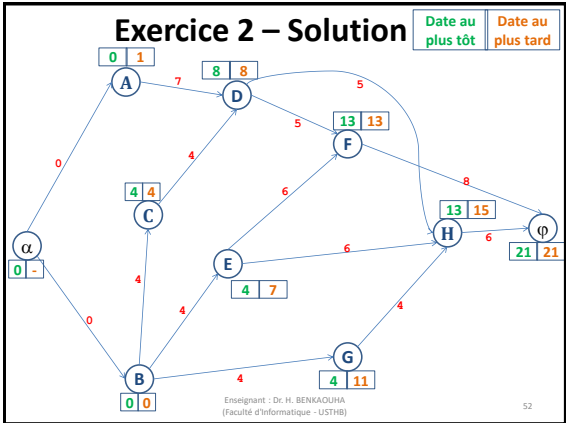 Exercice 2 – Solution
Date au plus tôt
Date au plus tard
0 1
A
7
8 8
D
5
5
13 13
F
0
4
6
8
4 4
C
13 15
H
6
φ
21 21
α
0 -
E
6
4 7
4
4
4
0
G
4 11
B
4
0 0
Enseignant : Dr. H. BENKAOUHA
(Faculté d'Informatique - USTHB)
52